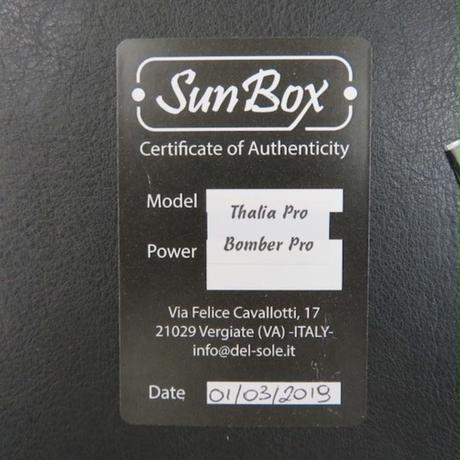 SunBox
Certificate of Authenticity
Model
Thalia Pro
Power Bomber Pro
Via Felice Cavallotti, 17
21029 Vergiate (VA) -ITALY-
info@del-sole.it
Date 01/03/2019